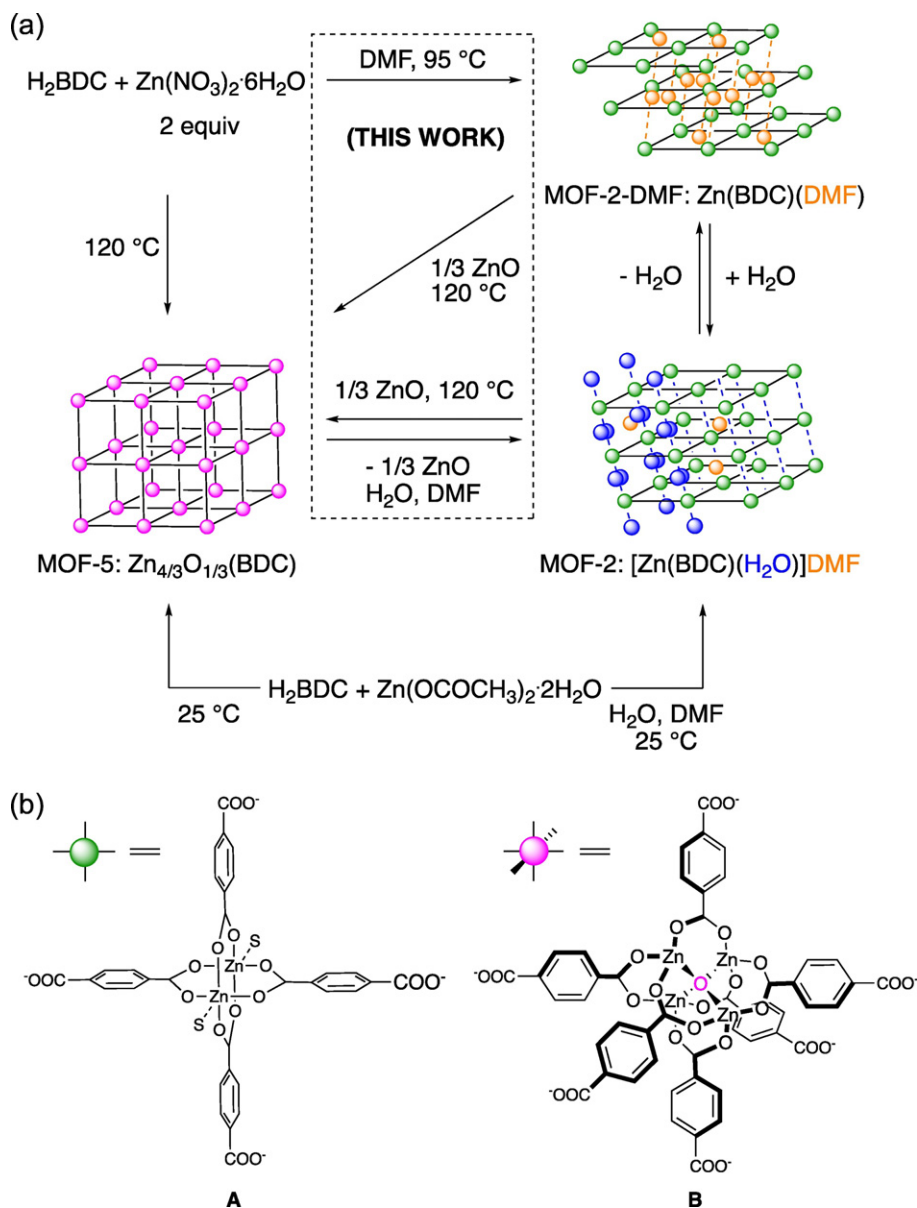 (a)
H₂BDC + Zn(NO₃)₂·6H₂O
2 equiv
DMF, 95 °C
(THIS WORK)
MOF-2-DMF: Zn(BDC)(DMF)
120 °C
1/3 ZnO
120 °C
- H₂O
+ H₂O
1/3 ZnO, 120 °C
- 1/3 ZnO
H₂O, DMF
MOF-5: Zn₄/₃O₁/₃(BDC)
MOF-2: [Zn(BDC)(H₂O)]DMF
H₂BDC + Zn(OCOCH₃)₂·2H₂O
25 °C
H₂O, DMF
25 °C
(b)
COO⁻
O
O
S
O
Zn
O
⁻OOC
COO⁻
O
Zn
O
S
O
O
COO⁻
A
COO⁻
O
O
Zn
Zn
O
O
O
O
⁻OOC
COO⁻
Zn
O
O
O
O
Zn
O
O
O
⁻OOC
COO⁻
COO⁻
B